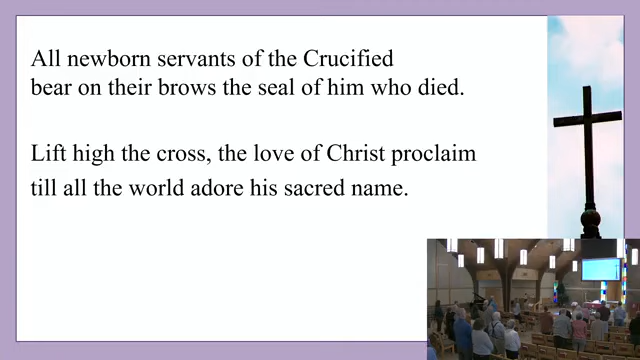 All newborn servants of the Crucified
bear on their brows the seal of him who died.
Lift high the cross, the love of Christ proclaim
till all the world adore his sacred name.